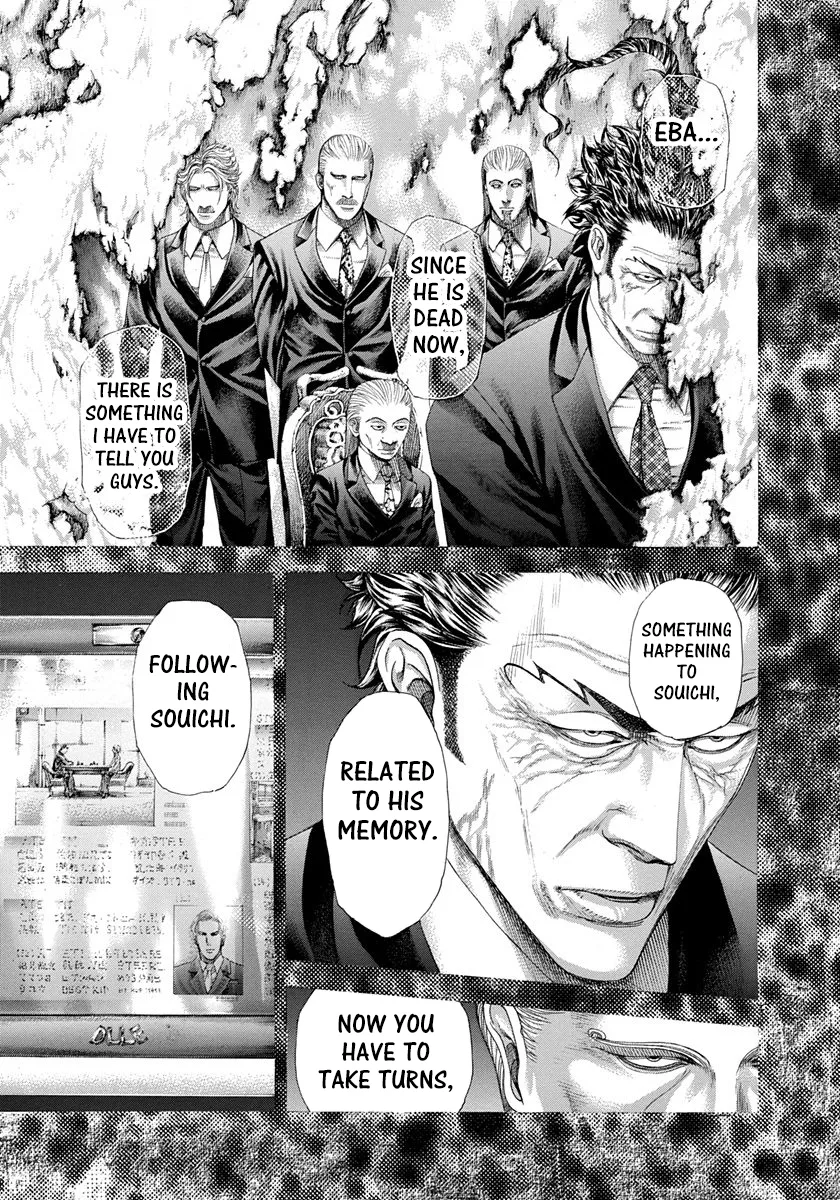 EBA...
SINCE
HE IS
DEAD
NOW,
THERE IS
SOMETHING
I HAVE TO
TELL YOU
GUYS.
SOMETHING
HAPPENING
TO
SOUICHI,
RELATED
TO HIS
MEMORY.
NOW YOU
HAVE TO
TAKE TURNS,
FOLLOW-
ING
SOUICHI.